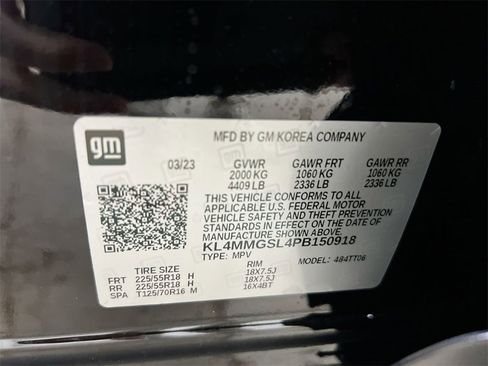 gm
MFD BY GM KOREA COMPANY
03/23 GVWR GAWR FRT GAWR RR
2000 KG 1060 KG 1060 KG
4409 LB 2336 LB 2336 LB
THIS VEHICLE CONFORMS TO ALL
APPLICABLE U.S. FEDERAL MOTOR
VEHICLE SAFETY AND THEFT PREVENTION
STANDARDS IN EFFECT ON THE DATE OF
MANUFACTURE SHOWN ABOVE.
KL4MMGSL4PB150918
TYPE: MPV MODEL: 4B4TT06
TIRE SIZE RIM
FRT 225/55R18 H 18X7.5J
RR 225/55R18 H 18X7.5J
SPA T125/70R16 M 16X4BT